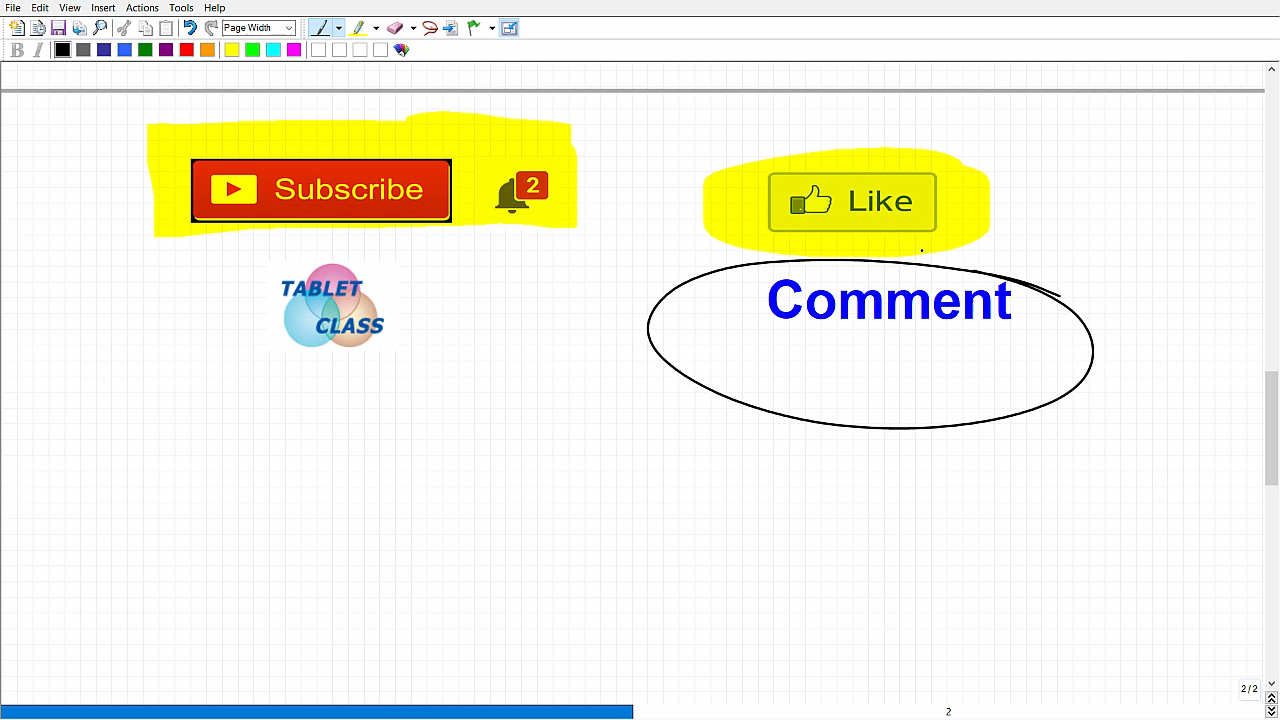 File Edit View Insert Actions Tools Help
Page Width
B I
Subscribe 2
Like
TABLET
CLASS
Comment
2/2
2